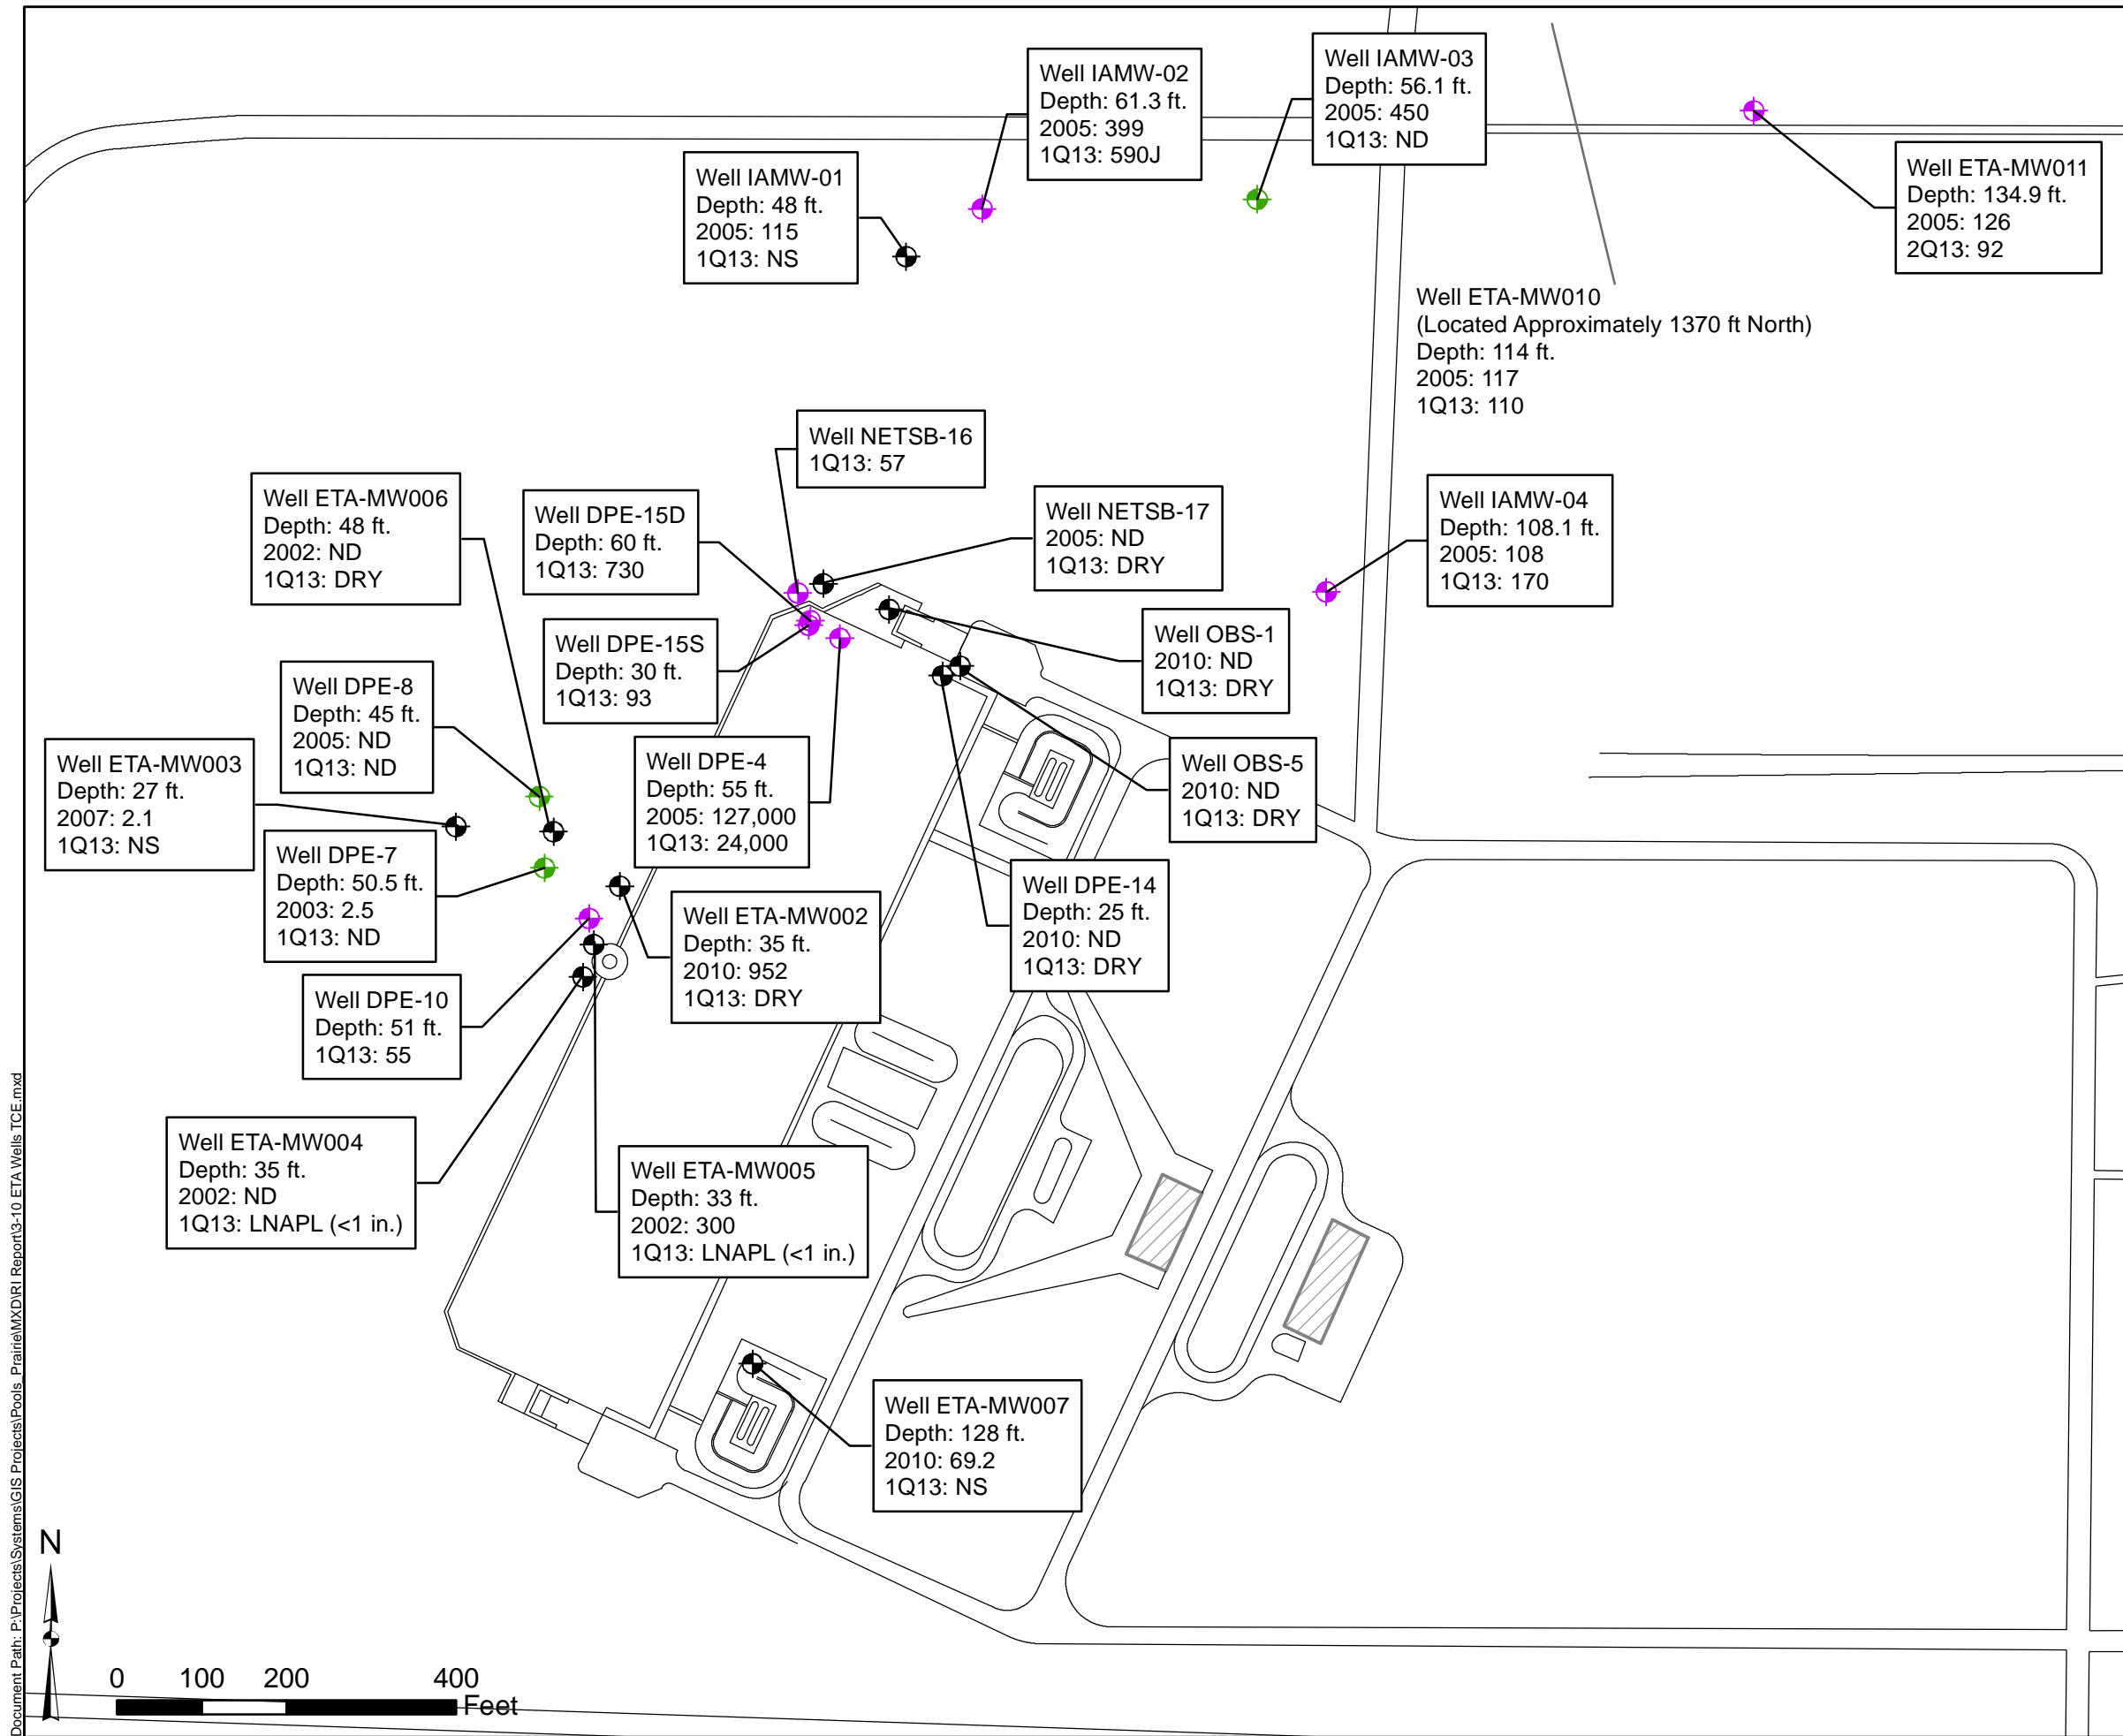 Well IAMW-02
Depth: 61.3 ft.
2005: 399
1Q13: 590J
Well IAMW-03
Depth: 56.1 ft.
2005: 450
1Q13: ND
Well IAMW-01
Depth: 48 ft.
2005: 115
1Q13: NS
Well ETA-MW011
Depth: 134.9 ft.
2005: 126
2Q13: 92
Well ETA-MW010
(Located Approximately 1370 ft North)
Depth: 114 ft.
2005: 117
1Q13: 110
Well NETSB-16
1Q13: 57
Well ETA-MW006
Depth: 48 ft.
2002: ND
1Q13: DRY
Well DPE-15D
Depth: 60 ft.
1Q13: 730
Well NETSB-17
2005: ND
1Q13: DRY
Well IAMW-04
Depth: 108.1 ft.
2005: 108
1Q13: 170
Well DPE-15S
Depth: 30 ft.
1Q13: 93
Well OBS-1
2010: ND
1Q13: DRY
Well DPE-8
Depth: 45 ft.
2005: ND
1Q13: ND
Well ETA-MW003
Depth: 27 ft.
2007: 2.1
1Q13: NS
Well DPE-4
Depth: 55 ft.
2005: 127,000
1Q13: 24,000
Well OBS-5
2010: ND
1Q13: DRY
Well DPE-7
Depth: 50.5 ft.
2003: 2.5
1Q13: ND
Well DPE-14
Depth: 25 ft.
2010: ND
1Q13: DRY
Well ETA-MW002
Depth: 35 ft.
2010: 952
1Q13: DRY
Well DPE-10
Depth: 51 ft.
1Q13: 55
Well ETA-MW004
Depth: 35 ft.
2002: ND
1Q13: LNAPL (<1 in.)
Well ETA-MW005
Depth: 33 ft.
2002: 300
1Q13: LNAPL (<1 in.)
Well ETA-MW007
Depth: 128 ft.
2010: 69.2
1Q13: NS
N
0 100 200 400
Feet
Document Path: P:\Projects\Systems\GIS Projects\Pools_Prairie\MXD\RI Report\3-10 ETA Wells TCE.mxd